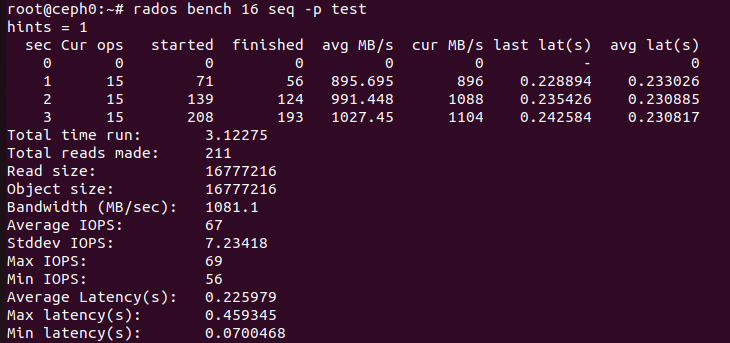 root@ceph0:~# rados bench 16 seq -p test
hints = 1
  sec Cur ops   started  finished  avg MB/s  cur MB/s last lat(s)  avg lat(s)
    0       0         0         0         0         0           -           0
    1      15        71        56   895.695       896    0.228894    0.233026
    2      15       139       124   991.448      1088    0.235426    0.230885
    3      15       208       193   1027.45      1104    0.242584    0.230817
Total time run:       3.12275
Total reads made:     211
Read size:            16777216
Object size:          16777216
Bandwidth (MB/sec):   1081.1
Average IOPS:         67
Stddev IOPS:          7.23418
Max IOPS:             69
Min IOPS:             56
Average Latency(s):   0.225979
Max latency(s):       0.459345
Min latency(s):       0.0700468